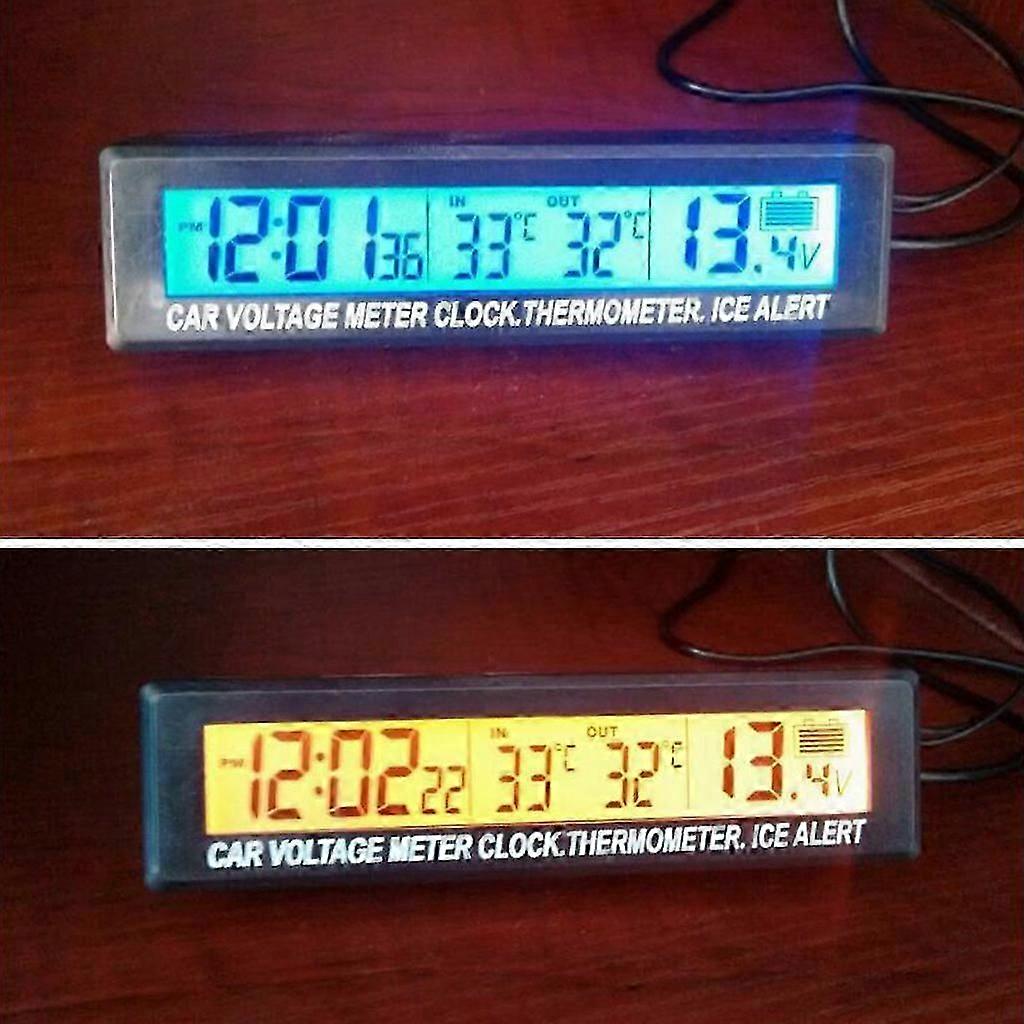 PM 12:01 36 IN 33°C OUT 32°C 13.4V
CAR VOLTAGE METER CLOCK.THERMOMETER. ICE ALERT
PM 12:02 22 IN 33°C OUT 32°C 13.4V
CAR VOLTAGE METER CLOCK.THERMOMETER. ICE ALERT